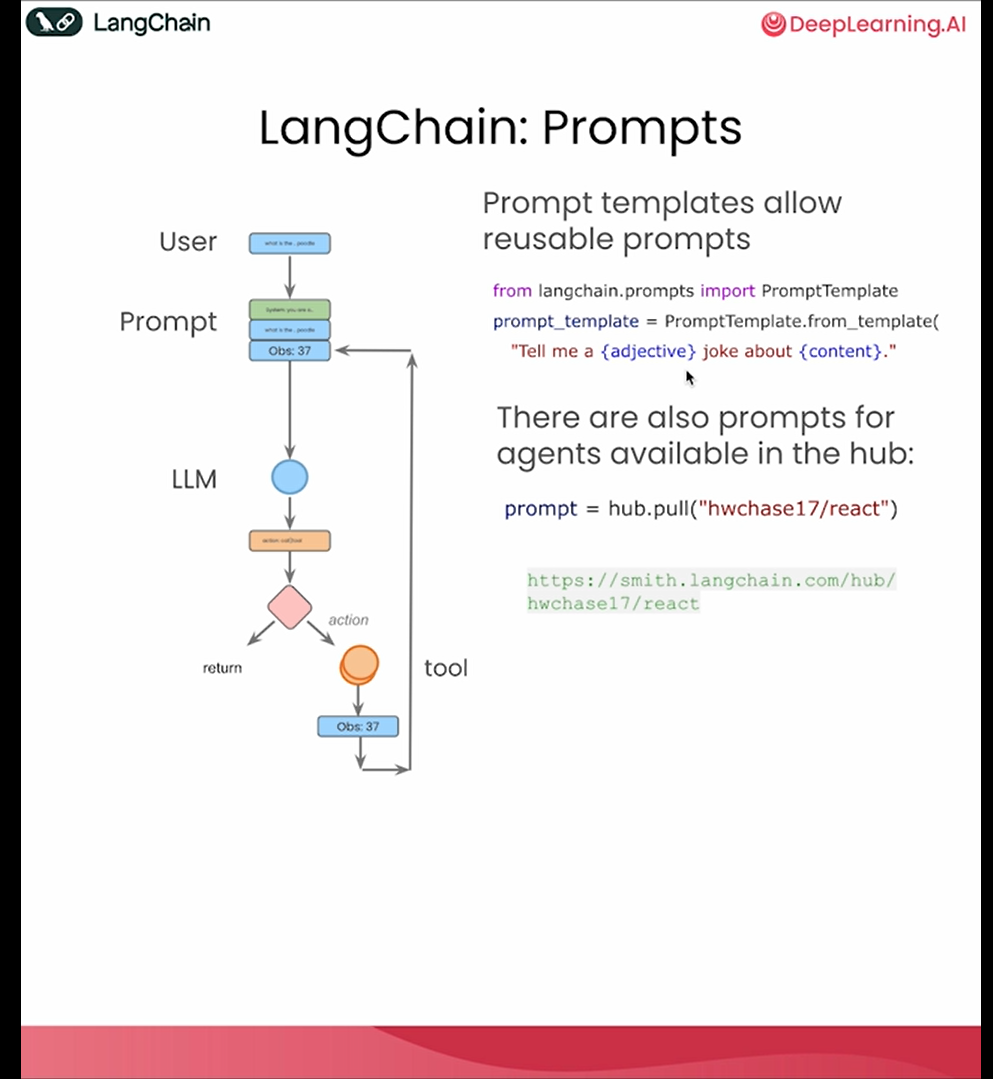 LangChain
DeepLearning.AI
LangChain: Prompts
Prompt templates allow
reusable prompts
from langchain.prompts import PromptTemplate
prompt_template = PromptTemplate.from_template(
"Tell me a {adjective} joke about {content}."
There are also prompts for
agents available in the hub:
prompt = hub.pull("hwchase17/react")
https://smith.langchain.com/hub/
hwchase17/react
User
what is the .. poodle
Prompt
System: you are a..
what is the .. poodle
Obs: 37
LLM
action:
action
return
tool
Obs: 37